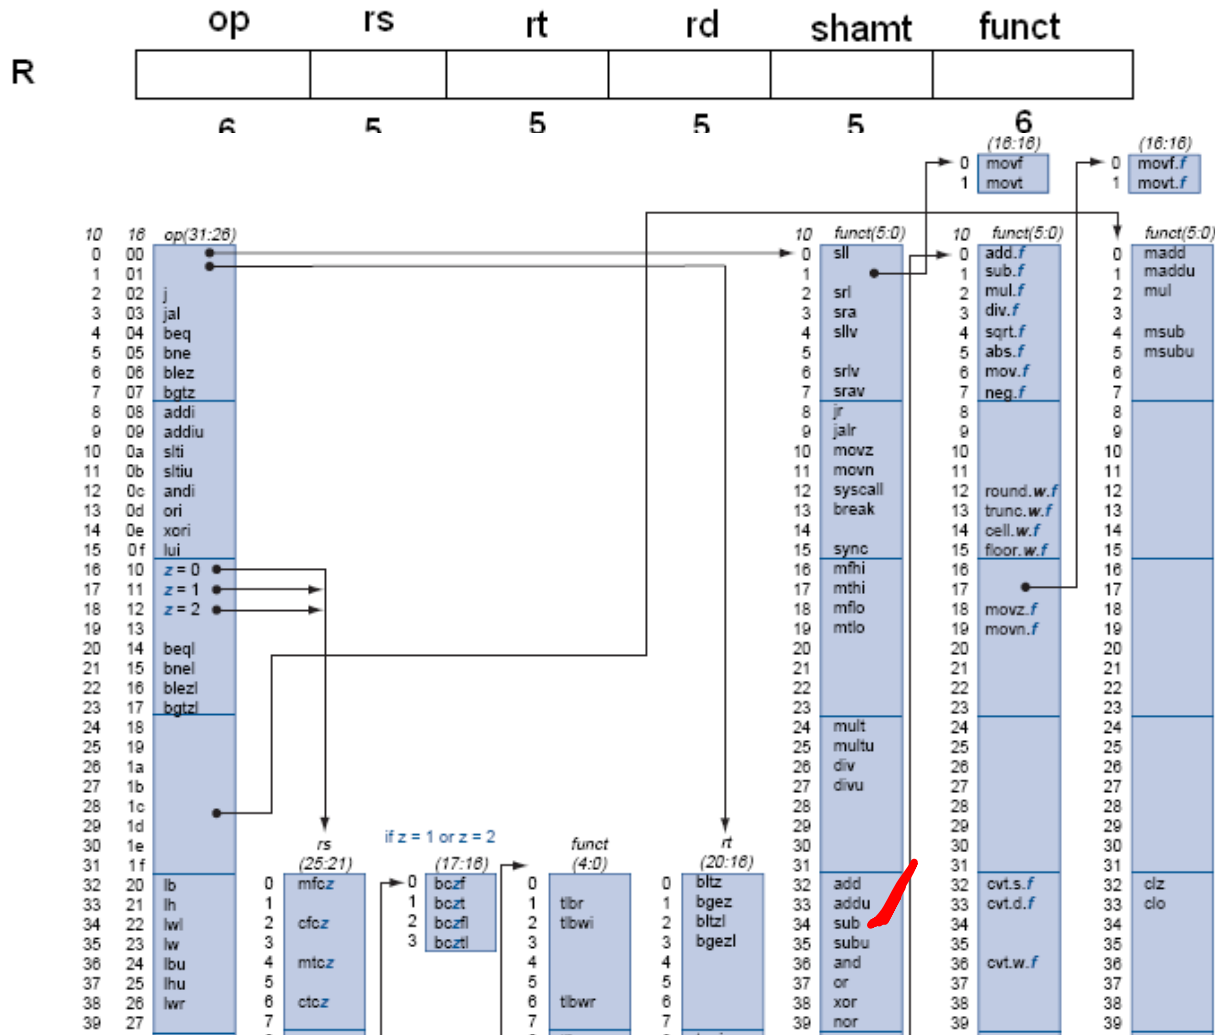 op rs rt rd shamt funct
R
6 5 5 5 5 6
(16:16) (16:16)
0 movf 0 movf.f
1 movt 1 movt.f
10 16 op(31:26) 10 funct(5:0) 10 funct(5:0) funct(5:0)
0 00 0 sll 0 add.f 0 madd
1 01 1 1 sub.f 1 maddu
2 02 j 2 srl 2 mul.f 2 mul
3 03 jal 3 sra 3 div.f 3
4 04 beq 4 sllv 4 sqrt.f 4 msub
5 05 bne 5 5 abs.f 5 msubu
6 06 blez 6 srlv 6 mov.f 6
7 07 bgtz 7 srav 7 neg.f 7
8 08 addi 8 jr 8 8
9 09 addiu 9 jalr 9 9
10 0a slti 10 movz 10 10
11 0b sltiu 11 movn 11 11
12 0c andi 12 syscall 12 round.w.f 12
13 0d ori 13 break 13 trunc.w.f 13
14 0e xori 14 14 cell.w.f 14
15 0f lui 15 sync 15 floor.w.f 15
16 10 z = 0 16 mfhi 16 16
17 11 z = 1 17 mthi 17 17
18 12 z = 2 18 mflo 18 movz.f 18
19 13 19 mtlo 19 movn.f 19
20 14 beql 20 20 20
21 15 bnel 21 21 21
22 16 blezl 22 22 22
23 17 bgtzl 23 23 23
24 18 24 mult 24 24
25 19 25 multu 25 25
26 1a 26 div 26 26
27 1b 27 divu 27 27
28 1c 28 28 28
29 1d 29 29 29
30 1e rs if z = 1 or z = 2 funct rt 30 30 30
31 1f (25:21) (17:16) (4:0) (20:16) 31 31 31
32 20 lb 0 mfcz 0 bczf 0 0 bltz 32 add 32 cvt.s.f 32 clz
33 21 lh 1 1 bczt 1 tlbr 1 bgez 33 addu 33 cvt.d.f 33 clo
34 22 lwl 2 cfcz 2 bczfl 2 tlbwi 2 bltzl 34 sub 34 34
35 23 lw 3 3 bcztl 3 3 bgezl 35 subu 35 35
36 24 lbu 4 mtcz 4 4 36 and 36 cvt.w.f 36
37 25 lhu 5 5 5 37 or 37 37
38 26 lwr 6 ctcz 6 tlbwr 6 38 xor 38 38
39 27 7 7 7 39 nor 39 39